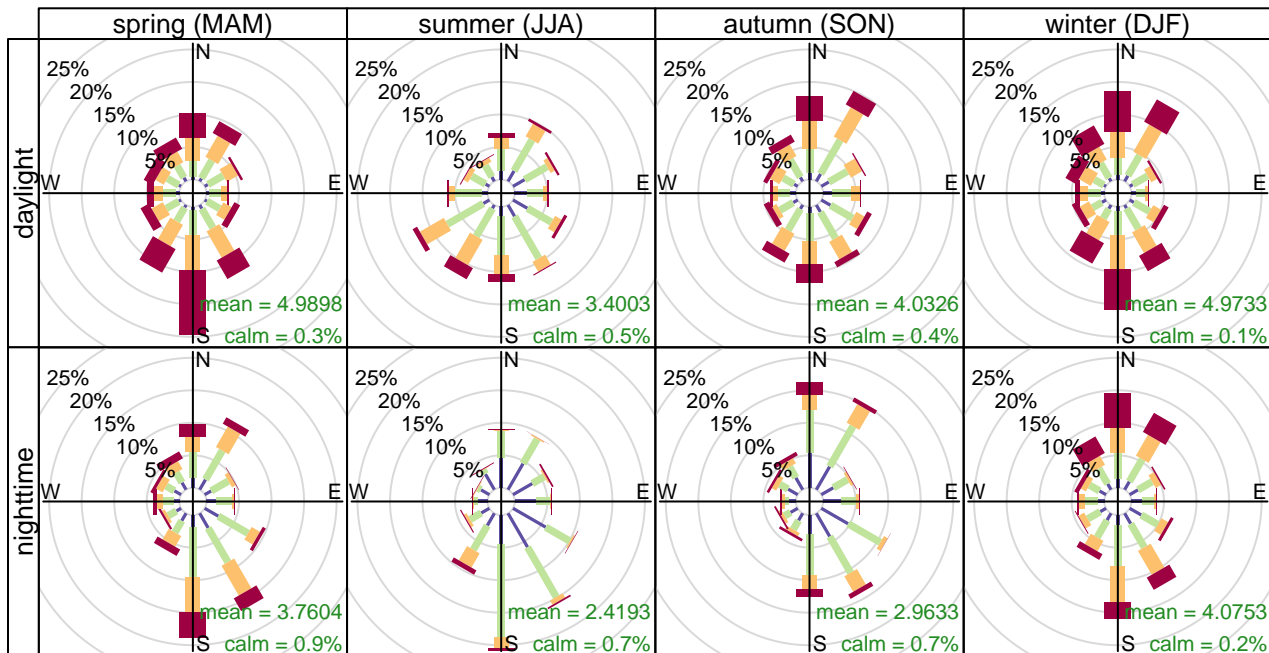 spring (MAM)
summer (JJA)
autumn (SON)
winter (DJF)
daylight
N
25%
20%
15%
10%
5%
W
E
mean = 4.9898
S
calm = 0.3%
N
25%
20%
15%
10%
5%
W
E
mean = 3.4003
S
calm = 0.5%
N
25%
20%
15%
10%
5%
W
E
mean = 4.0326
S
calm = 0.4%
N
25%
20%
15%
10%
5%
W
E
mean = 4.9733
S
calm = 0.1%
nighttime
N
25%
20%
15%
10%
5%
W
E
mean = 3.7604
S
calm = 0.9%
N
25%
20%
15%
10%
5%
W
E
mean = 2.4193
S
calm = 0.7%
N
25%
20%
15%
10%
5%
W
E
mean = 2.9633
S
calm = 0.7%
N
25%
20%
15%
10%
5%
W
E
mean = 4.0753
S
calm = 0.2%